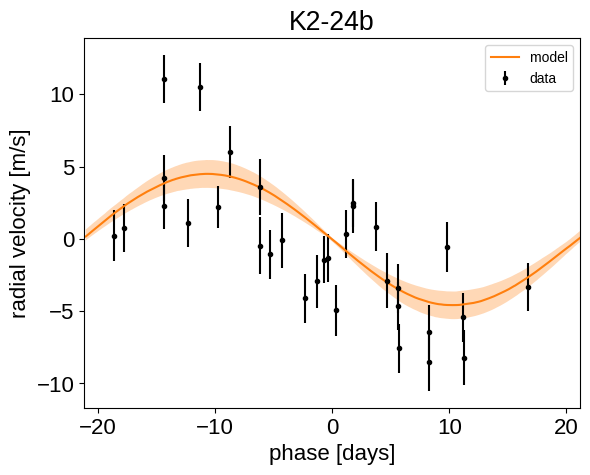 K2-24b
model
data
radial velocity [m/s]
10
5
0
−5
−10
−20
−10
0
10
20
phase [days]